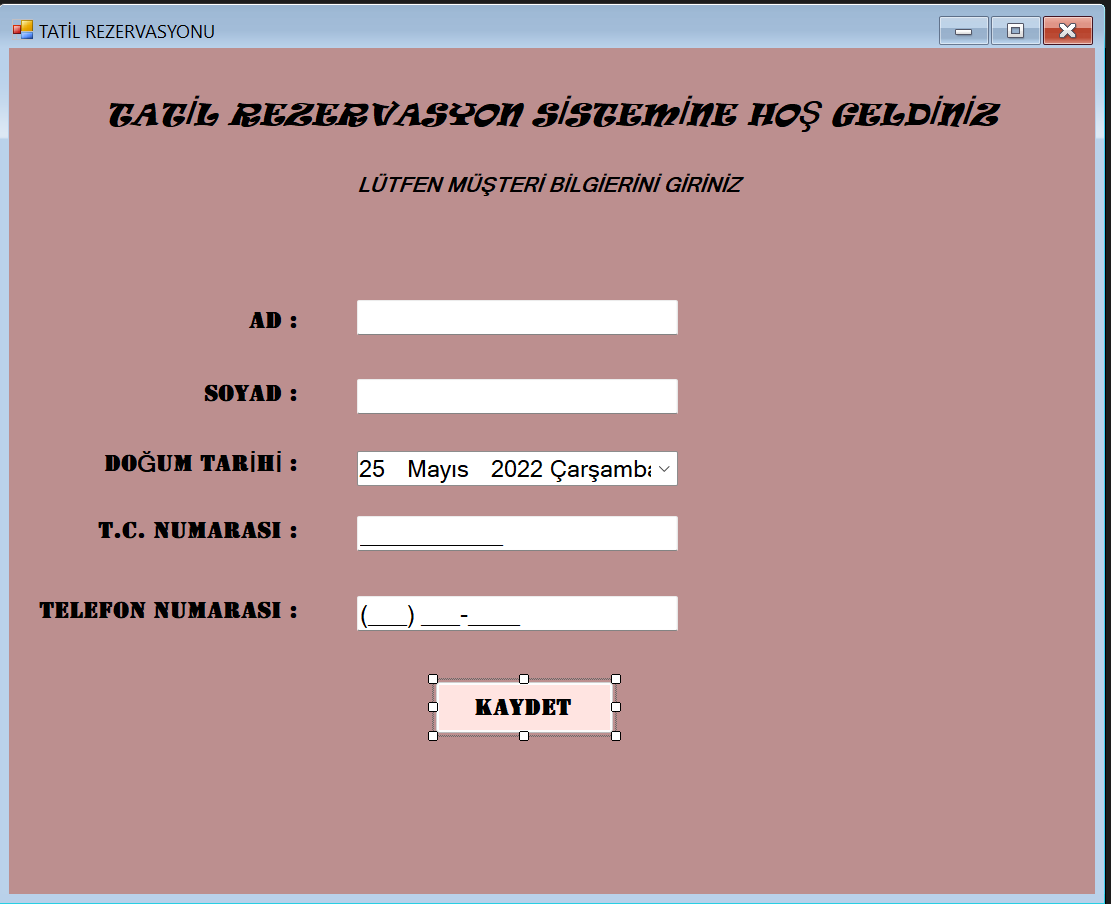 TATİL REZERVASYONU
TATİL REZERVASYON SİSTEMİNE HOŞ GELDİNİZ
LÜTFEN MÜŞTERİ BİLGİERİNİ GİRİNİZ
AD :
SOYAD :
DOĞUM TARİHİ : 25 Mayıs 2022 Çarşamba
T.C. NUMARASI : ___________
TELEFON NUMARASI : (___) ___-____
KAYDET